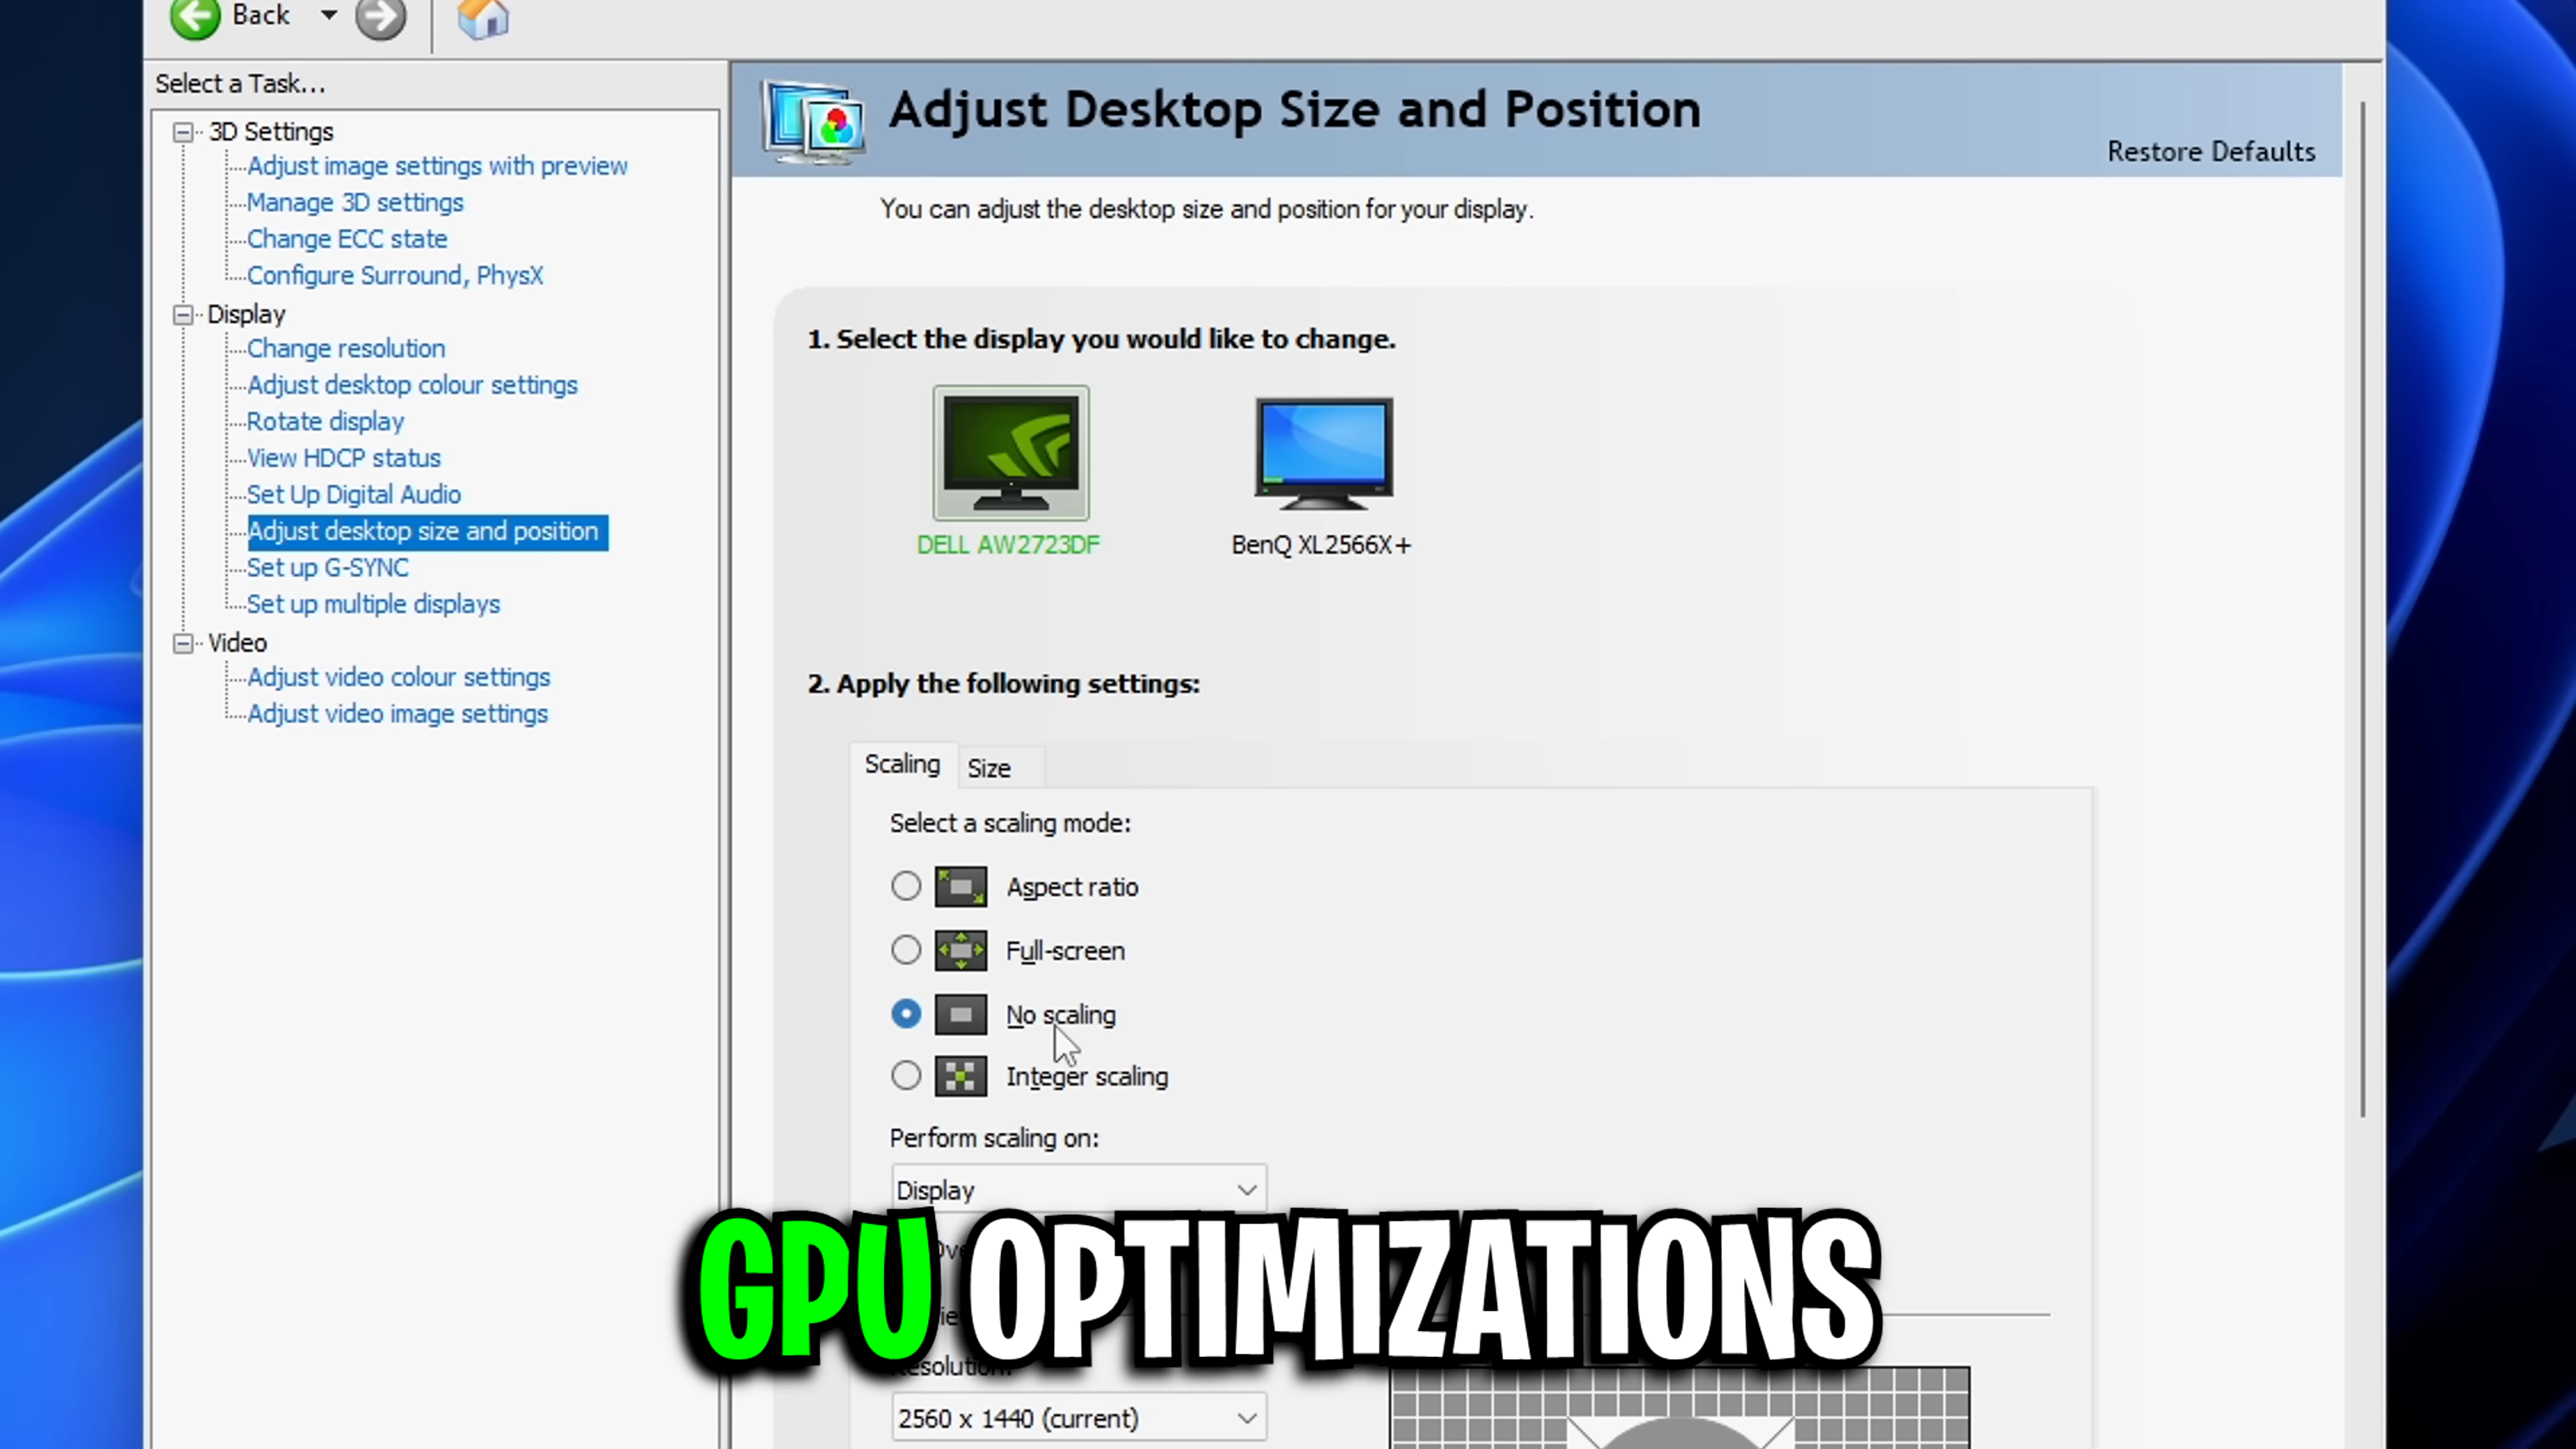 Back
Select a Task...
3D Settings
Adjust image settings with preview
Manage 3D settings
Change ECC state
Configure Surround, PhysX
Display
Change resolution
Adjust desktop colour settings
Rotate display
View HDCP status
Set Up Digital Audio
Adjust desktop size and position
Set up G-SYNC
Set up multiple displays
Video
Adjust video colour settings
Adjust video image settings
Adjust Desktop Size and Position
Restore Defaults
You can adjust the desktop size and position for your display.
1. Select the display you would like to change.
DELL AW2723DF
BenQ XL2566X+
2. Apply the following settings:
Scaling
Size
Select a scaling mode:
Aspect ratio
Full-screen
No scaling
Integer scaling
Perform scaling on:
Display
GPU OPTIMIZATIONS
2560 x 1440 (current)